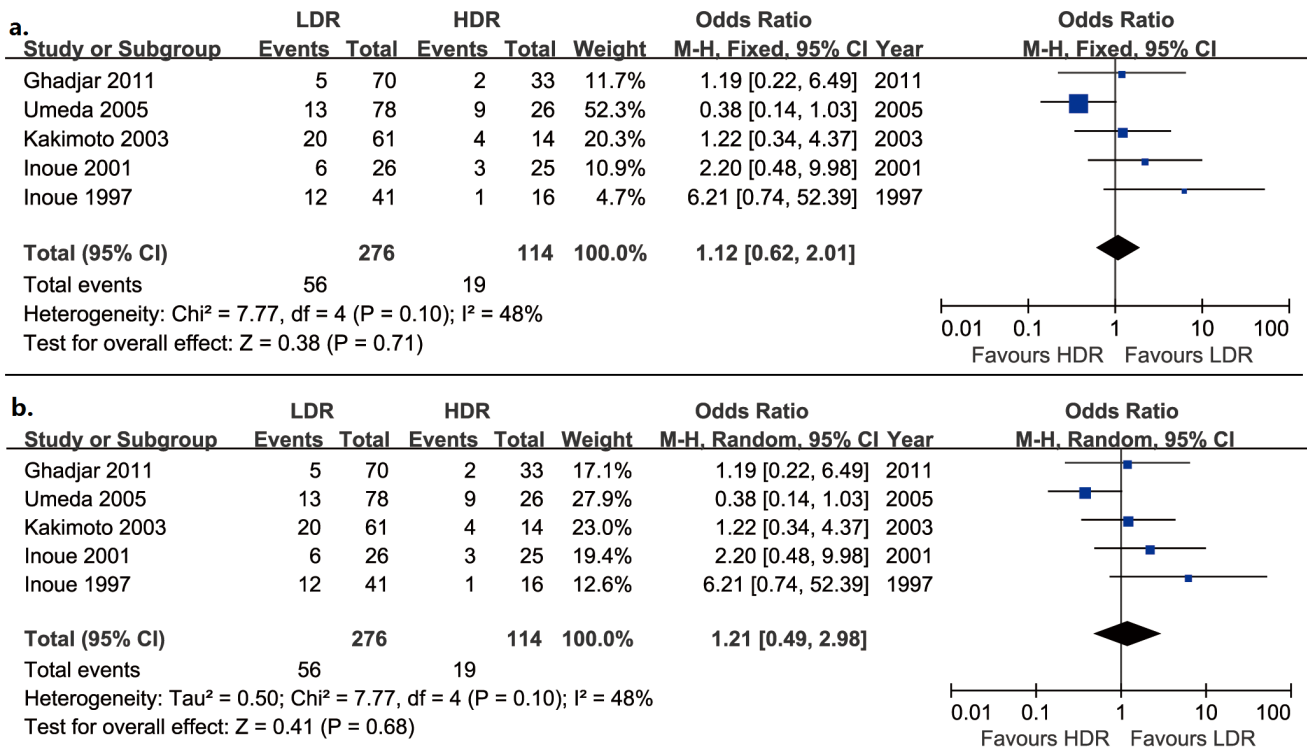 a.
LDR HDR Odds Ratio Odds Ratio
Study or Subgroup Events Total Events Total Weight M-H, Fixed, 95% CI Year M-H, Fixed, 95% CI
Ghadjar 2011 5 70 2 33 11.7% 1.19 [0.22, 6.49] 2011
Umeda 2005 13 78 9 26 52.3% 0.38 [0.14, 1.03] 2005
Kakimoto 2003 20 61 4 14 20.3% 1.22 [0.34, 4.37] 2003
Inoue 2001 6 26 3 25 10.9% 2.20 [0.48, 9.98] 2001
Inoue 1997 12 41 1 16 4.7% 6.21 [0.74, 52.39] 1997
Total (95% CI) 276 114 100.0% 1.12 [0.62, 2.01]
Total events 56 19
Heterogeneity: Chi² = 7.77, df = 4 (P = 0.10); I² = 48%
Test for overall effect: Z = 0.38 (P = 0.71)
0.01 0.1 1 10 100
Favours HDR Favours LDR
b.
LDR HDR Odds Ratio Odds Ratio
Study or Subgroup Events Total Events Total Weight M-H, Random, 95% CI Year M-H, Random, 95% CI
Ghadjar 2011 5 70 2 33 17.1% 1.19 [0.22, 6.49] 2011
Umeda 2005 13 78 9 26 27.9% 0.38 [0.14, 1.03] 2005
Kakimoto 2003 20 61 4 14 23.0% 1.22 [0.34, 4.37] 2003
Inoue 2001 6 26 3 25 19.4% 2.20 [0.48, 9.98] 2001
Inoue 1997 12 41 1 16 12.6% 6.21 [0.74, 52.39] 1997
Total (95% CI) 276 114 100.0% 1.21 [0.49, 2.98]
Total events 56 19
Heterogeneity: Tau² = 0.50; Chi² = 7.77, df = 4 (P = 0.10); I² = 48%
Test for overall effect: Z = 0.41 (P = 0.68)
0.01 0.1 1 10 100
Favours HDR Favours LDR